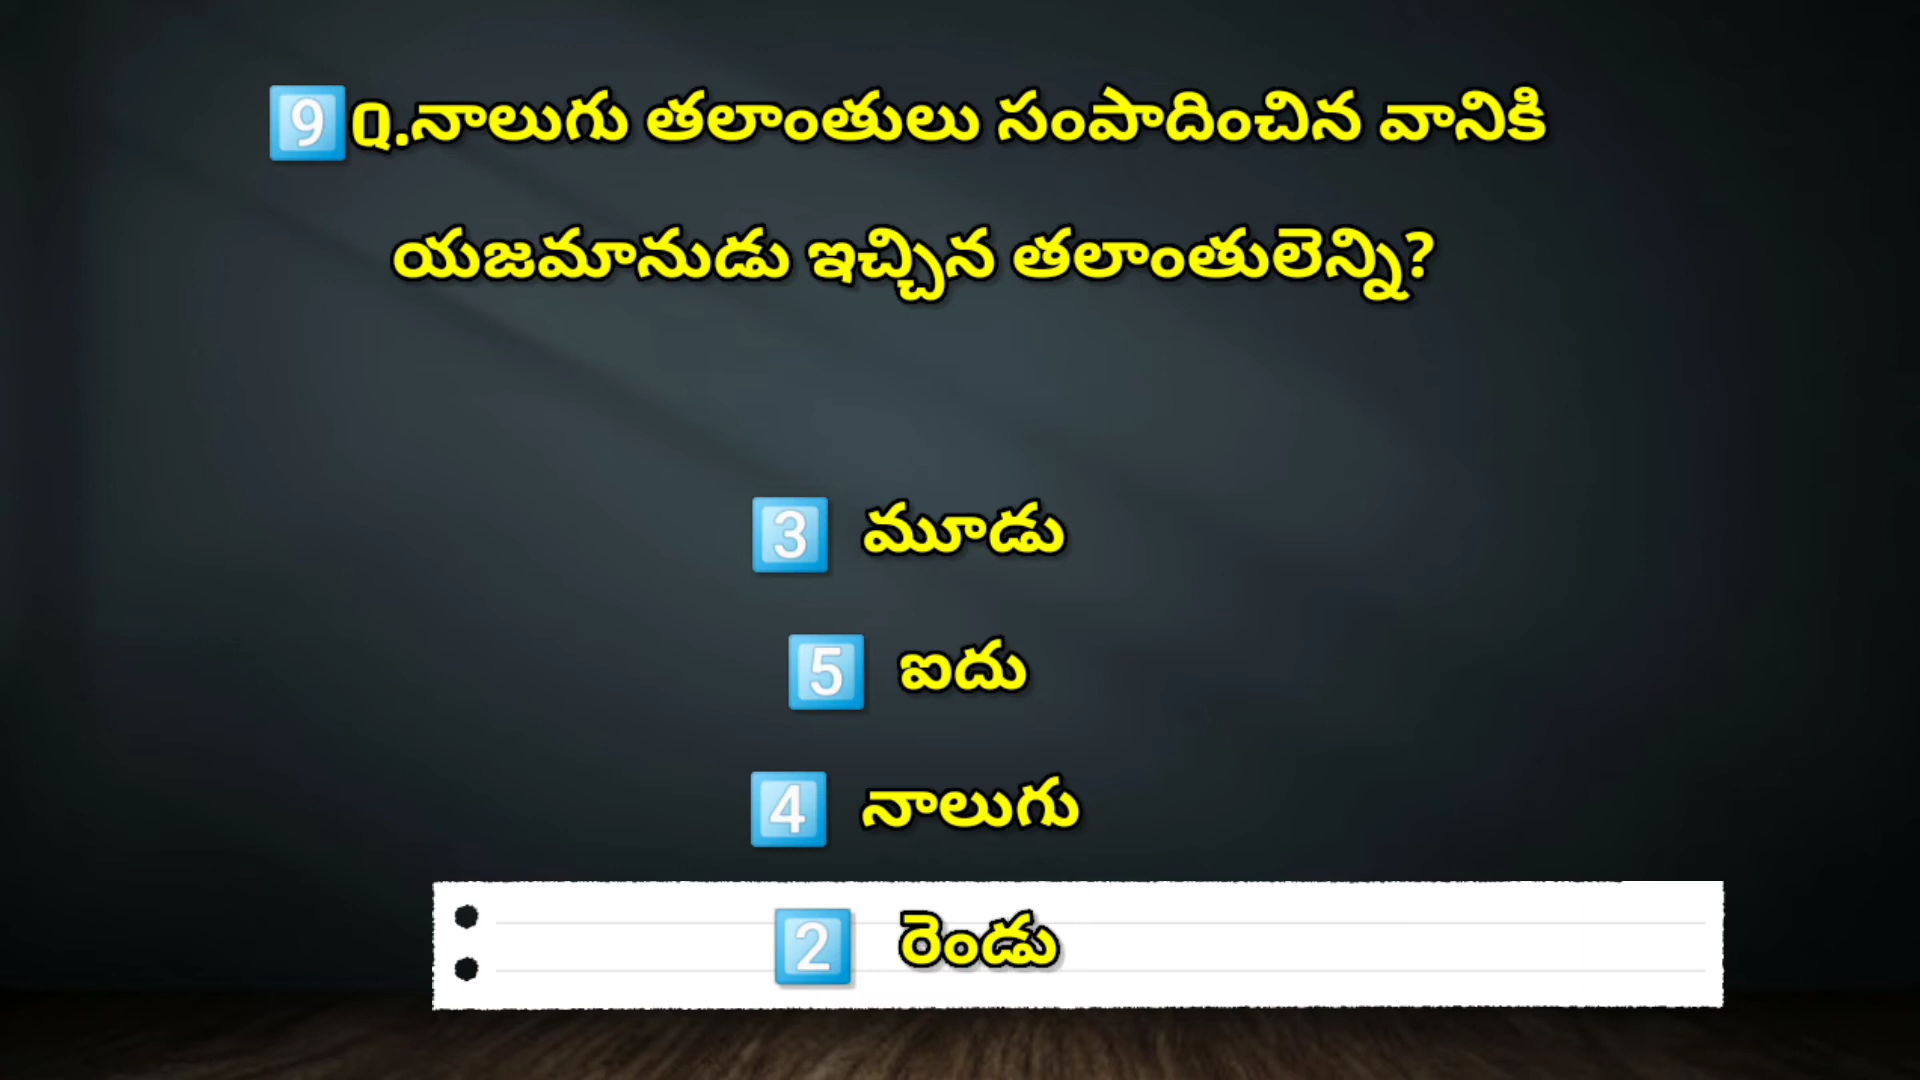 9️⃣Q.నాలుగు తలాంతులు సంపాదించిన వానికి
యజమానుడు ఇచ్చిన తలాంతులెన్ని?
3️⃣ మూడు
5️⃣ ఐదు
4️⃣ నాలుగు
2️⃣ రెండు